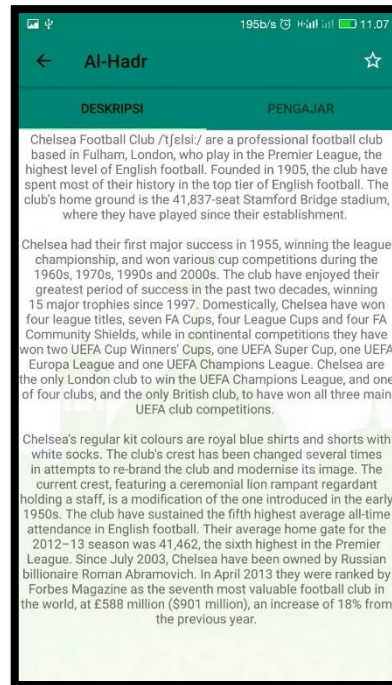 195b/s 11.07
Al-Hadr
DESKRIPSI PENGAJAR
Chelsea Football Club /ˈtʃɛlsiː/ are a professional football club
based in Fulham, London, who play in the Premier League, the
highest level of English football. Founded in 1905, the club have
spent most of their history in the top tier of English football. The
club's home ground is the 41,837-seat Stamford Bridge stadium,
where they have played since their establishment.
Chelsea had their first major success in 1955, winning the league
championship, and won various cup competitions during the
1960s, 1970s, 1990s and 2000s. The club have enjoyed their
greatest period of success in the past two decades, winning
15 major trophies since 1997. Domestically, Chelsea have won
four league titles, seven FA Cups, four League Cups and four FA
Community Shields, while in continental competitions they have
won two UEFA Cup Winners' Cups, one UEFA Super Cup, one UEFA
Europa League and one UEFA Champions League. Chelsea are
the only London club to win the UEFA Champions League, and one
of four clubs, and the only British club, to have won all three main
UEFA club competitions.
Chelsea's regular kit colours are royal blue shirts and shorts with
white socks. The club's crest has been changed several times
in attempts to re-brand the club and modernise its image. The
current crest, featuring a ceremonial lion rampant regardant
holding a staff, is a modification of the one introduced in the early
1950s. The club have sustained the fifth highest average all-time
attendance in English football. Their average home gate for the
2012–13 season was 41,462, the sixth highest in the Premier
League. Since July 2003, Chelsea have been owned by Russian
billionaire Roman Abramovich. In April 2013 they were ranked by
Forbes Magazine as the seventh most valuable football club in
the world, at £588 million ($901 million), an increase of 18% from
the previous year.